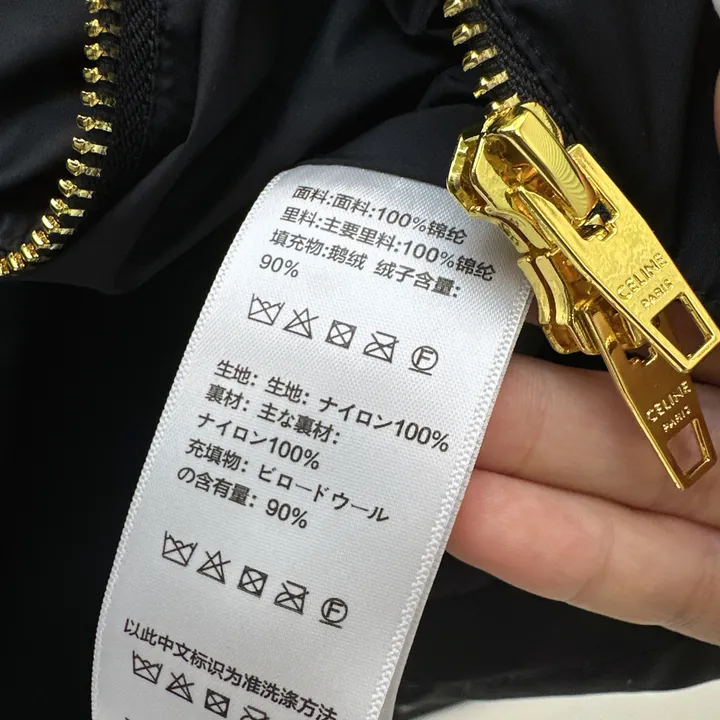 面料:面料:100%锦纶
里料:主要里料:100%锦纶
填充物:鹅绒 绒子含量:
90%
F
生地: 生地: ナイロン100%
裏材: 主な裏材:
ナイロン100%
充填物: ビロードウール
の含有量: 90%
F
以此中文标识为准洗涤方法
CELINE
PARIS
CELINE
PARIS